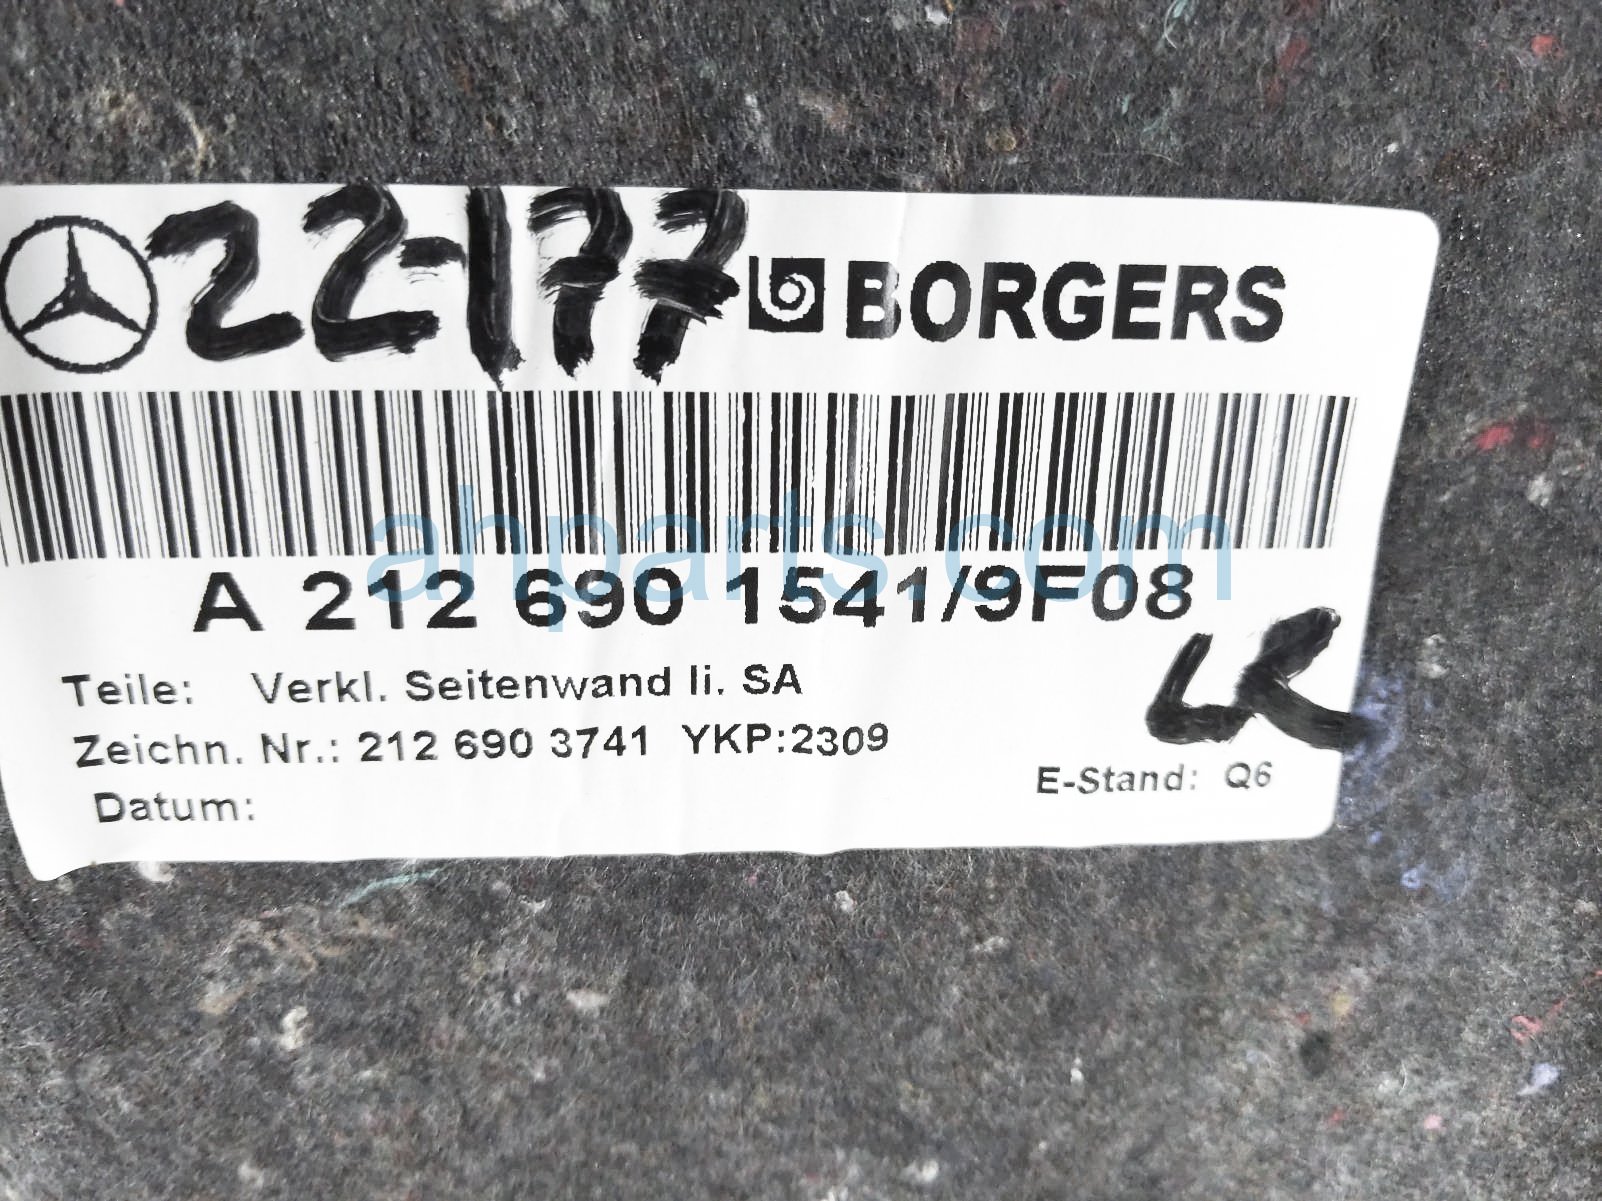 22-177 BORGERS
A 212 690 1541/9F08
Teile: Verkl. Seitenwand li. SA
Zeichn. Nr.: 212 690 3741 YKP:2309
LR
E-Stand: Q6
Datum:
ahparts.com